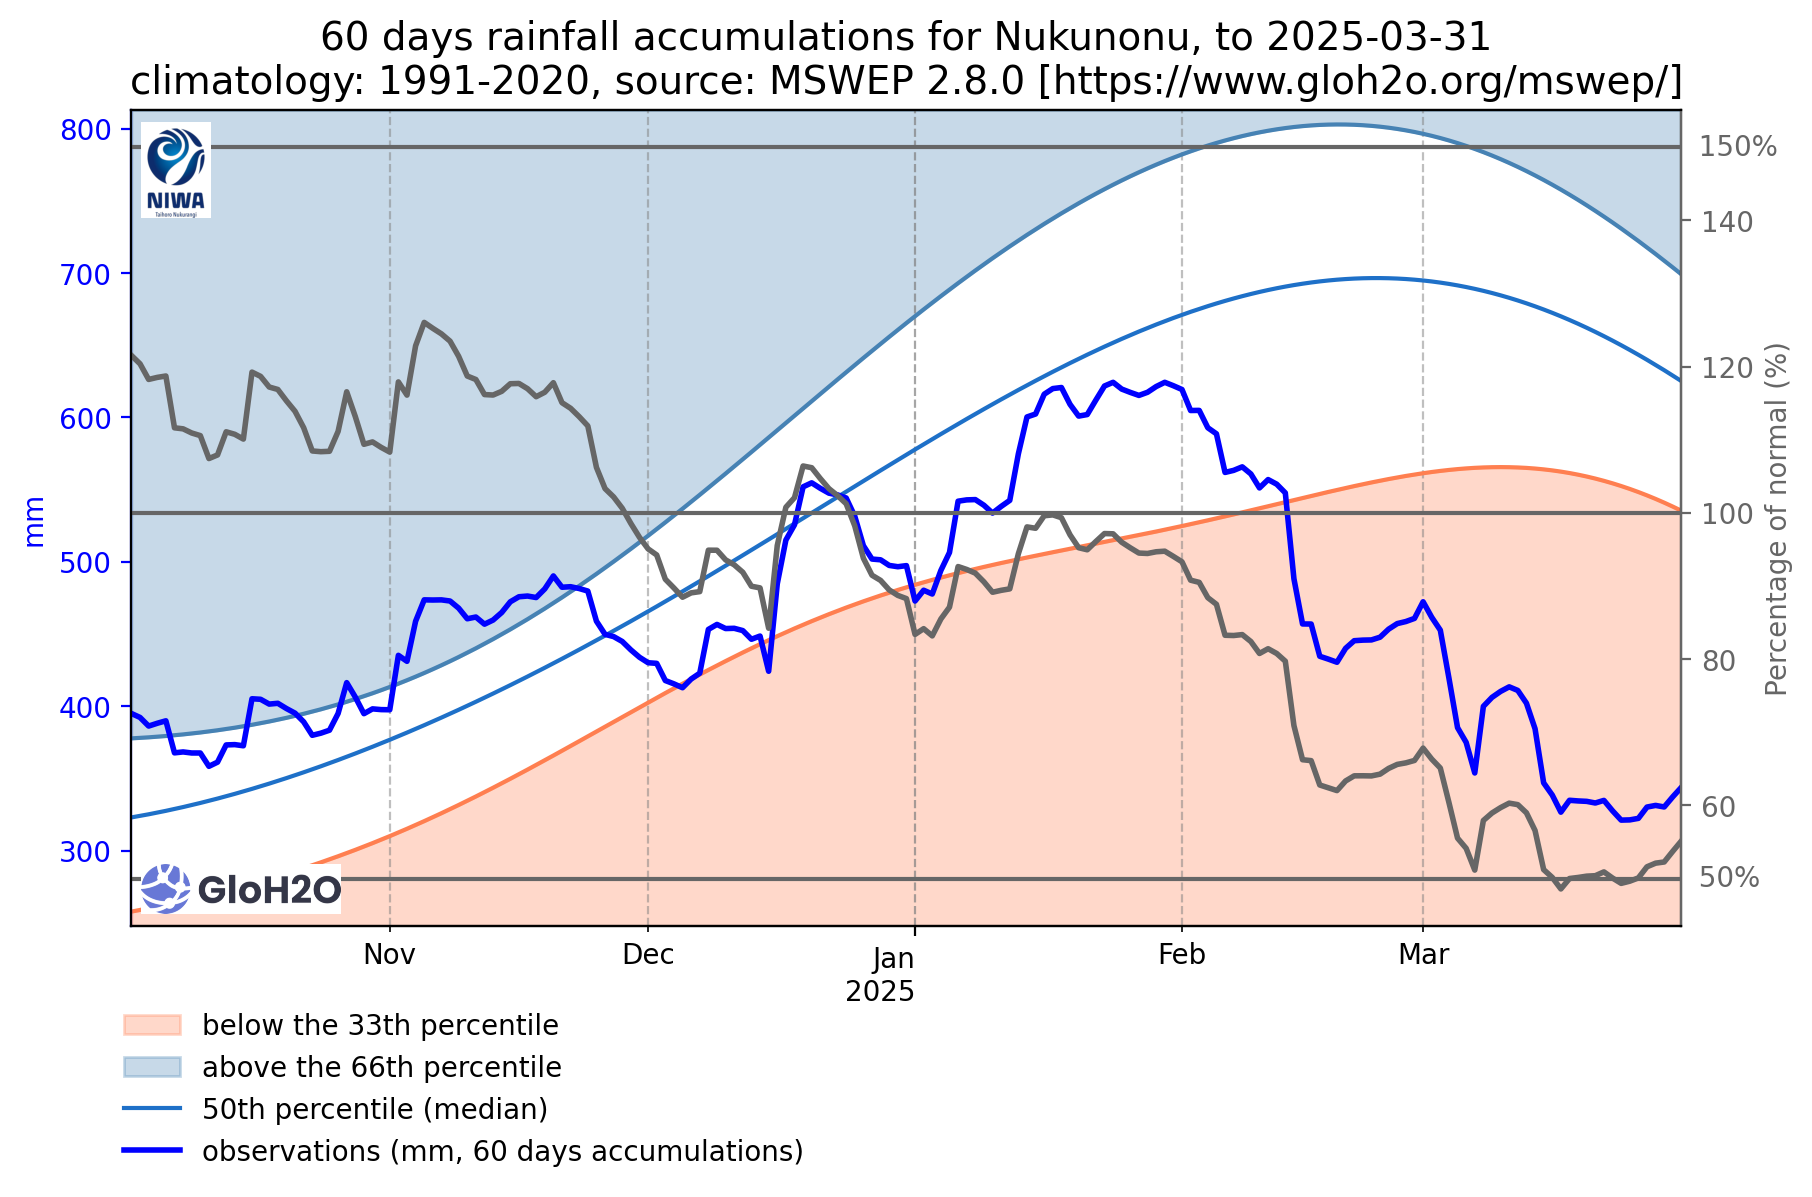 60 days rainfall accumulations for Nukunonu, to 2025-03-31
climatology: 1991-2020, source: MSWEP 2.8.0 [https://www.gloh2o.org/mswep/]
800
700
600
500
400
300
mm
NIWA
Taihoro Nukurangi
GloH2O
150%
140
120
100
80
60
50%
Percentage of normal (%)
Nov
Dec
Jan
2025
Feb
Mar
below the 33th percentile
above the 66th percentile
50th percentile (median)
observations (mm, 60 days accumulations)